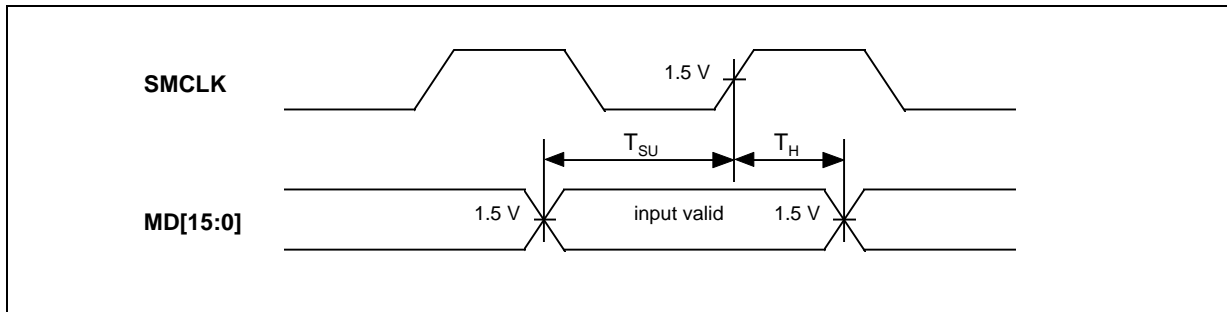 SMCLK
1.5 V
T_SU
T_H
MD[15:0]
1.5 V
input valid
1.5 V